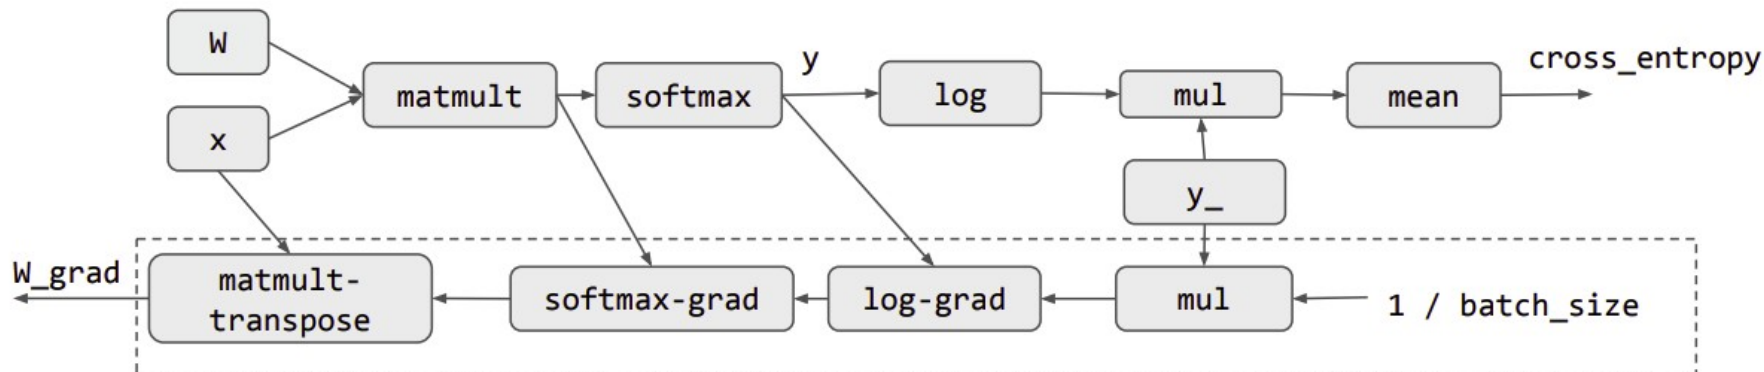 W
x
matmult
softmax
y
log
mul
mean
cross_entropy
y_
W_grad
matmult-
transpose
softmax-grad
log-grad
mul
1 / batch_size